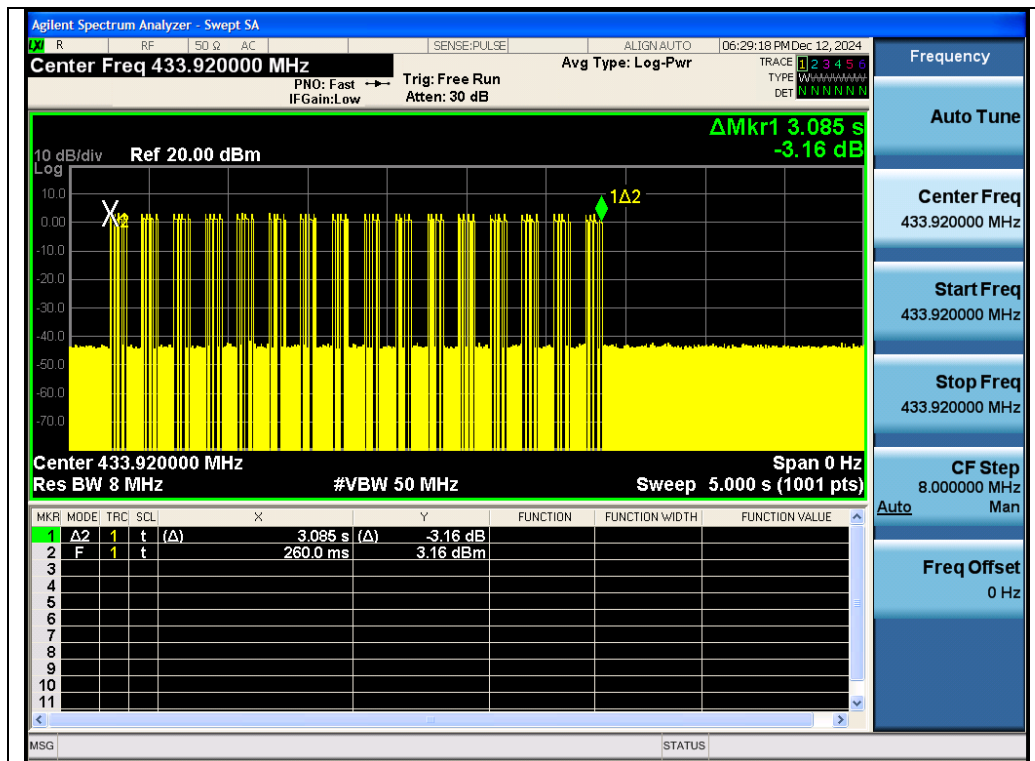 Agilent Spectrum Analyzer - Swept SA
LXI R RF 50 Ω AC SENSE:PULSE ALIGN AUTO 06:29:18 PM Dec 12, 2024
Center Freq 433.920000 MHz
PNO: Fast
IFGain:Low
Trig: Free Run
Atten: 30 dB
Avg Type: Log-Pwr
TRACE 1 2 3 4 5 6
TYPE
DET N N N N N N
ΔMkr1 3.085 s
-3.16 dB
10 dB/div Ref 20.00 dBm
Log
10.0
0.00
-10.0
-20.0
-30.0
-40.0
-50.0
-60.0
-70.0
X2
1Δ2
Center 433.920000 MHz Span 0 Hz
Res BW 8 MHz #VBW 50 MHz Sweep 5.000 s (1001 pts)
MKR MODE TRC SCL X Y FUNCTION FUNCTION WIDTH FUNCTION VALUE
1 Δ2 1 t (Δ) 3.085 s (Δ) -3.16 dB
2 F 1 t 260.0 ms 3.16 dBm
3
4
5
6
7
8
9
10
11
MSG STATUS
Frequency
Auto Tune
Center Freq
433.920000 MHz
Start Freq
433.920000 MHz
Stop Freq
433.920000 MHz
CF Step
8.000000 MHz
Auto Man
Freq Offset
0 Hz